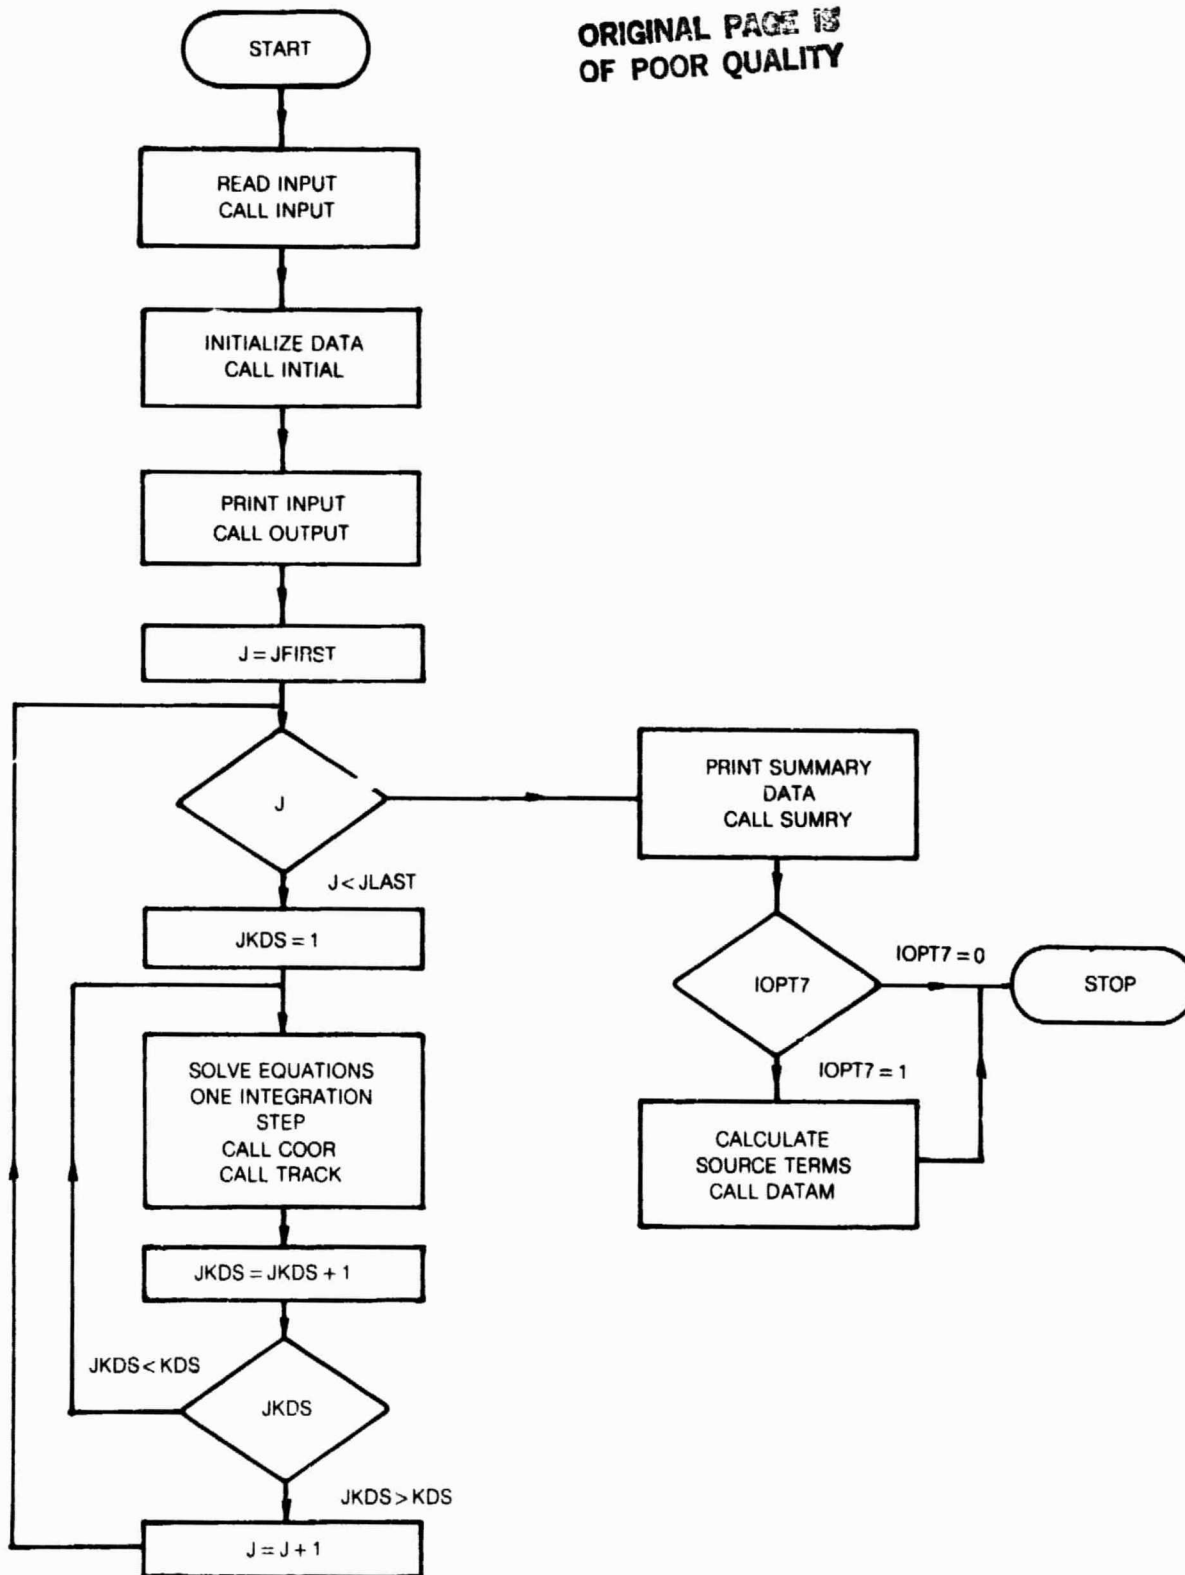 ORIGINAL PAGE IS
OF POOR QUALITY
START
READ INPUT
CALL INPUT
INITIALIZE DATA
CALL INTIAL
PRINT INPUT
CALL OUTPUT
J = JFIRST
J
J < JLAST
JKDS = 1
SOLVE EQUATIONS
ONE INTEGRATION
STEP
CALL COOR
CALL TRACK
JKDS = JKDS + 1
JKDS < KDS
JKDS
JKDS > KDS
J = J + 1
PRINT SUMMARY
DATA
CALL SUMRY
IOPT7
IOPT7 = 0
STOP
IOPT7 = 1
CALCULATE
SOURCE TERMS
CALL DATAM